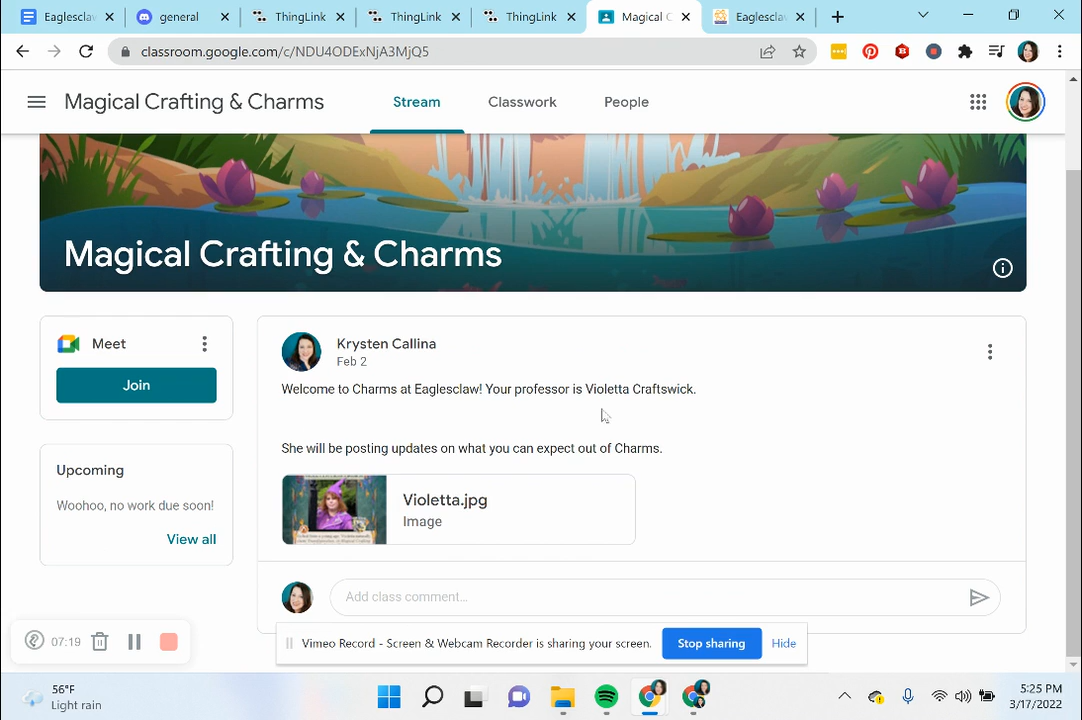 Eaglescla
general
ThingLink
ThingLink
ThingLink
Magical C
Eaglesclav
classroom.google.com/c/NDU4ODExNjA3MjQ5
Magical Crafting & Charms
Stream
Classwork
People
Magical Crafting & Charms
Meet
Join
Krysten Callina
Feb 2
Welcome to Charms at Eaglesclaw! Your professor is Violetta Craftswick.
She will be posting updates on what you can expect out of Charms.
Upcoming
Woohoo, no work due soon!
View all
Violetta.jpg
Image
Add class comment...
07:19
Vimeo Record - Screen & Webcam Recorder is sharing your screen.
Stop sharing
Hide
56°F
Light rain
5:25 PM
3/17/2022